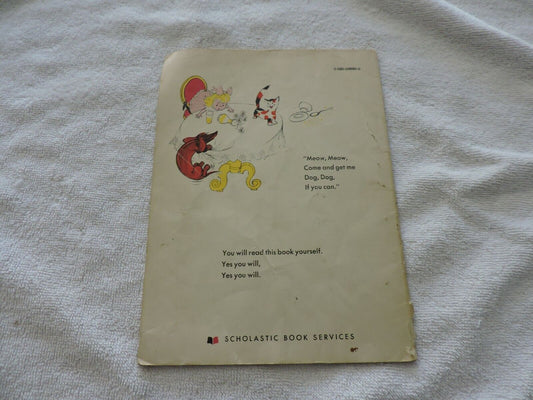 "Meow, Meow,
Come and get me
Dog, Dog,
If you can."
You will read this book yourself.
Yes you will,
Yes you will.
SCHOLASTIC BOOK SERVICES